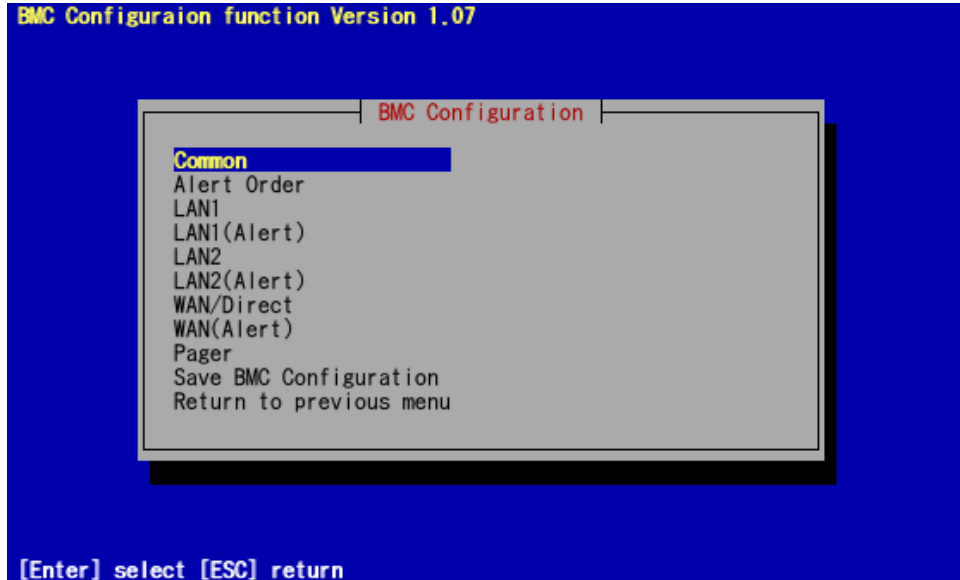 BMC Configuraion function Version 1.07
BMC Configuration
Common
Alert Order
LAN1
LAN1(Alert)
LAN2
LAN2(Alert)
WAN/Direct
WAN(Alert)
Pager
Save BMC Configuration
Return to previous menu
[Enter] select [ESC] return